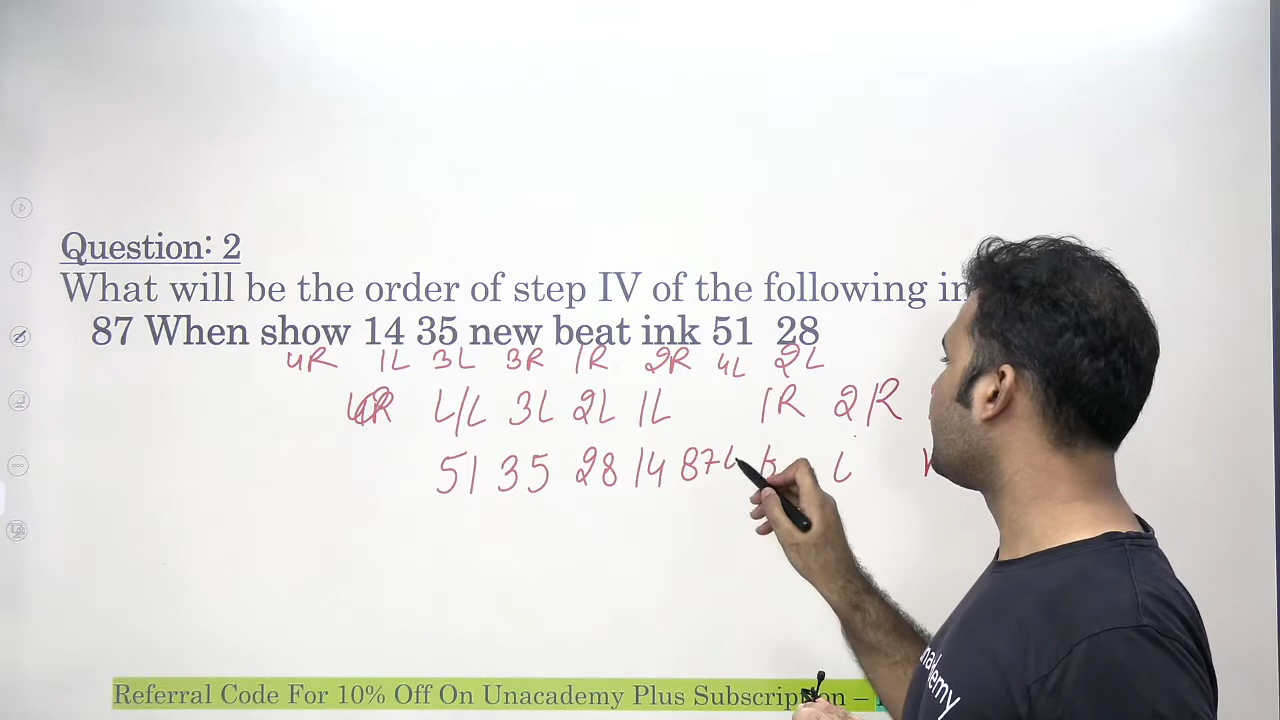 Question: 2
What will be the order of step IV of the following in
87 When show 14 35 new beat ink 51 28
4R 1L 3L 3R 1R 2R 4L 2L
4R 4L 3L 2L 1L 1R 2R
51 35 28 14 87 b i
Referral Code For 10% Off On Unacademy Plus Subscription –